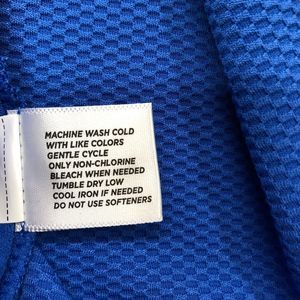 MACHINE WASH COLD
WITH LIKE COLORS
GENTLE CYCLE
ONLY NON-CHLORINE
BLEACH WHEN NEEDED
TUMBLE DRY LOW
COOL IRON IF NEEDED
DO NOT USE SOFTENERS